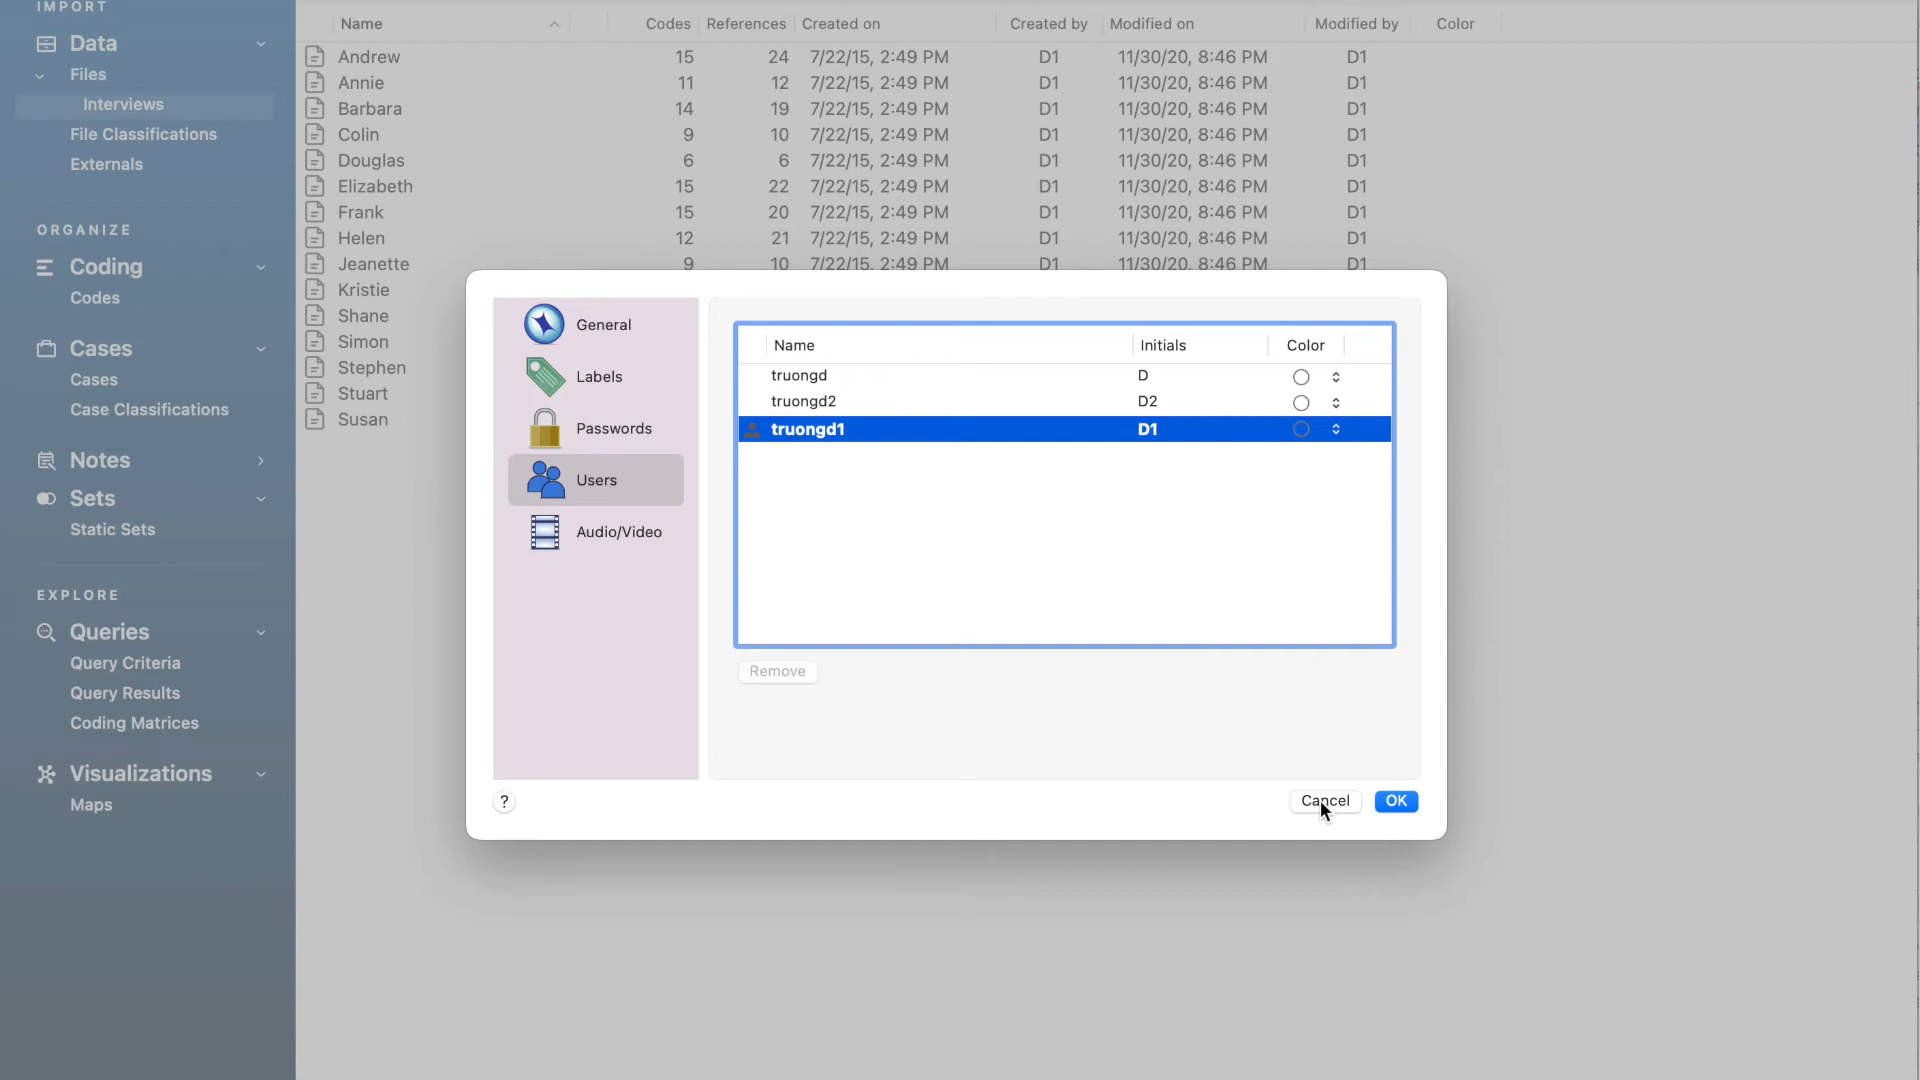 IMPORT
Data
Files
Interviews
File Classifications
Externals
ORGANIZE
Coding
Codes
Cases
Cases
Case Classifications
Notes
Sets
Static Sets
EXPLORE
Queries
Query Criteria
Query Results
Coding Matrices
Visualizations
Maps
Name Codes References Created on Created by Modified on Modified by Color
Andrew 15 24 7/22/15, 2:49 PM D1 11/30/20, 8:46 PM D1
Annie 11 12 7/22/15, 2:49 PM D1 11/30/20, 8:46 PM D1
Barbara 14 19 7/22/15, 2:49 PM D1 11/30/20, 8:46 PM D1
Colin 9 10 7/22/15, 2:49 PM D1 11/30/20, 8:46 PM D1
Douglas 6 6 7/22/15, 2:49 PM D1 11/30/20, 8:46 PM D1
Elizabeth 15 22 7/22/15, 2:49 PM D1 11/30/20, 8:46 PM D1
Frank 15 20 7/22/15, 2:49 PM D1 11/30/20, 8:46 PM D1
Helen 12 21 7/22/15, 2:49 PM D1 11/30/20, 8:46 PM D1
Jeanette 9 10 7/22/15, 2:49 PM D1 11/30/20, 8:46 PM D1
Kristie
Shane
Simon
Stephen
Stuart
Susan
General
Labels
Passwords
Users
Audio/Video
Name Initials Color
truongd D
truongd2 D2
truongd1 D1
Remove
? Cancel OK